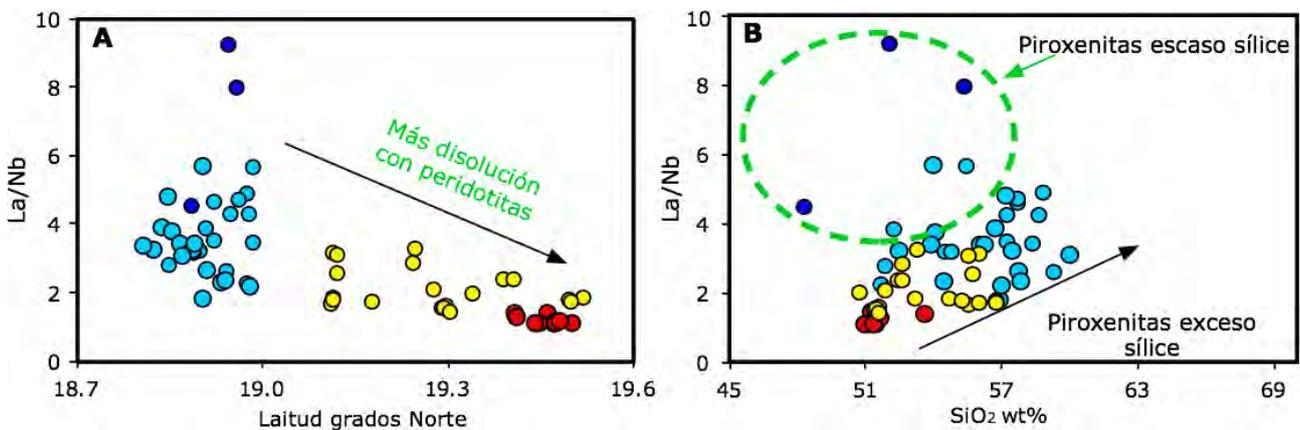 A
10
8
6
4
2
0
La/Nb
Más disolución
con peridotitas
18.7
19.0
19.3
19.6
Laitud grados Norte
B
10
8
6
4
2
0
La/Nb
Piroxenitas escaso sílice
Piroxenitas exceso
sílice
45
51
57
63
69
SiO₂ wt%